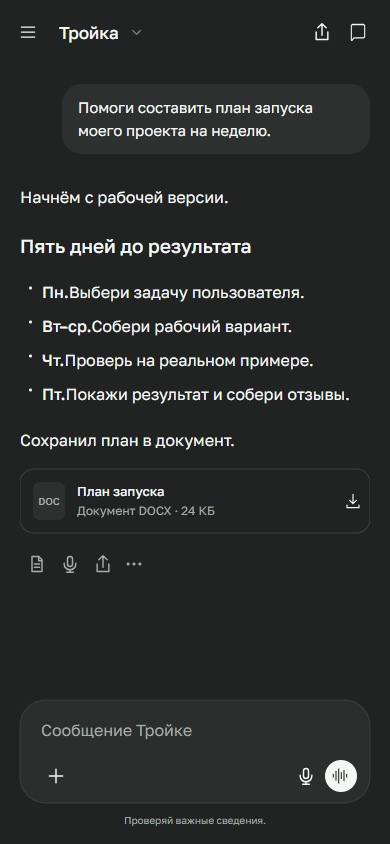 Тройка
Помоги составить план запуска
моего проекта на неделю.
Начнём с рабочей версии.
Пять дней до результата
• Пн.Выбери задачу пользователя.
• Вт–ср.Собери рабочий вариант.
• Чт.Проверь на реальном примере.
• Пт.Покажи результат и собери отзывы.
Сохранил план в документ.
DOC
План запуска
Документ DOCX · 24 КБ
Сообщение Тройке
Проверяй важные сведения.